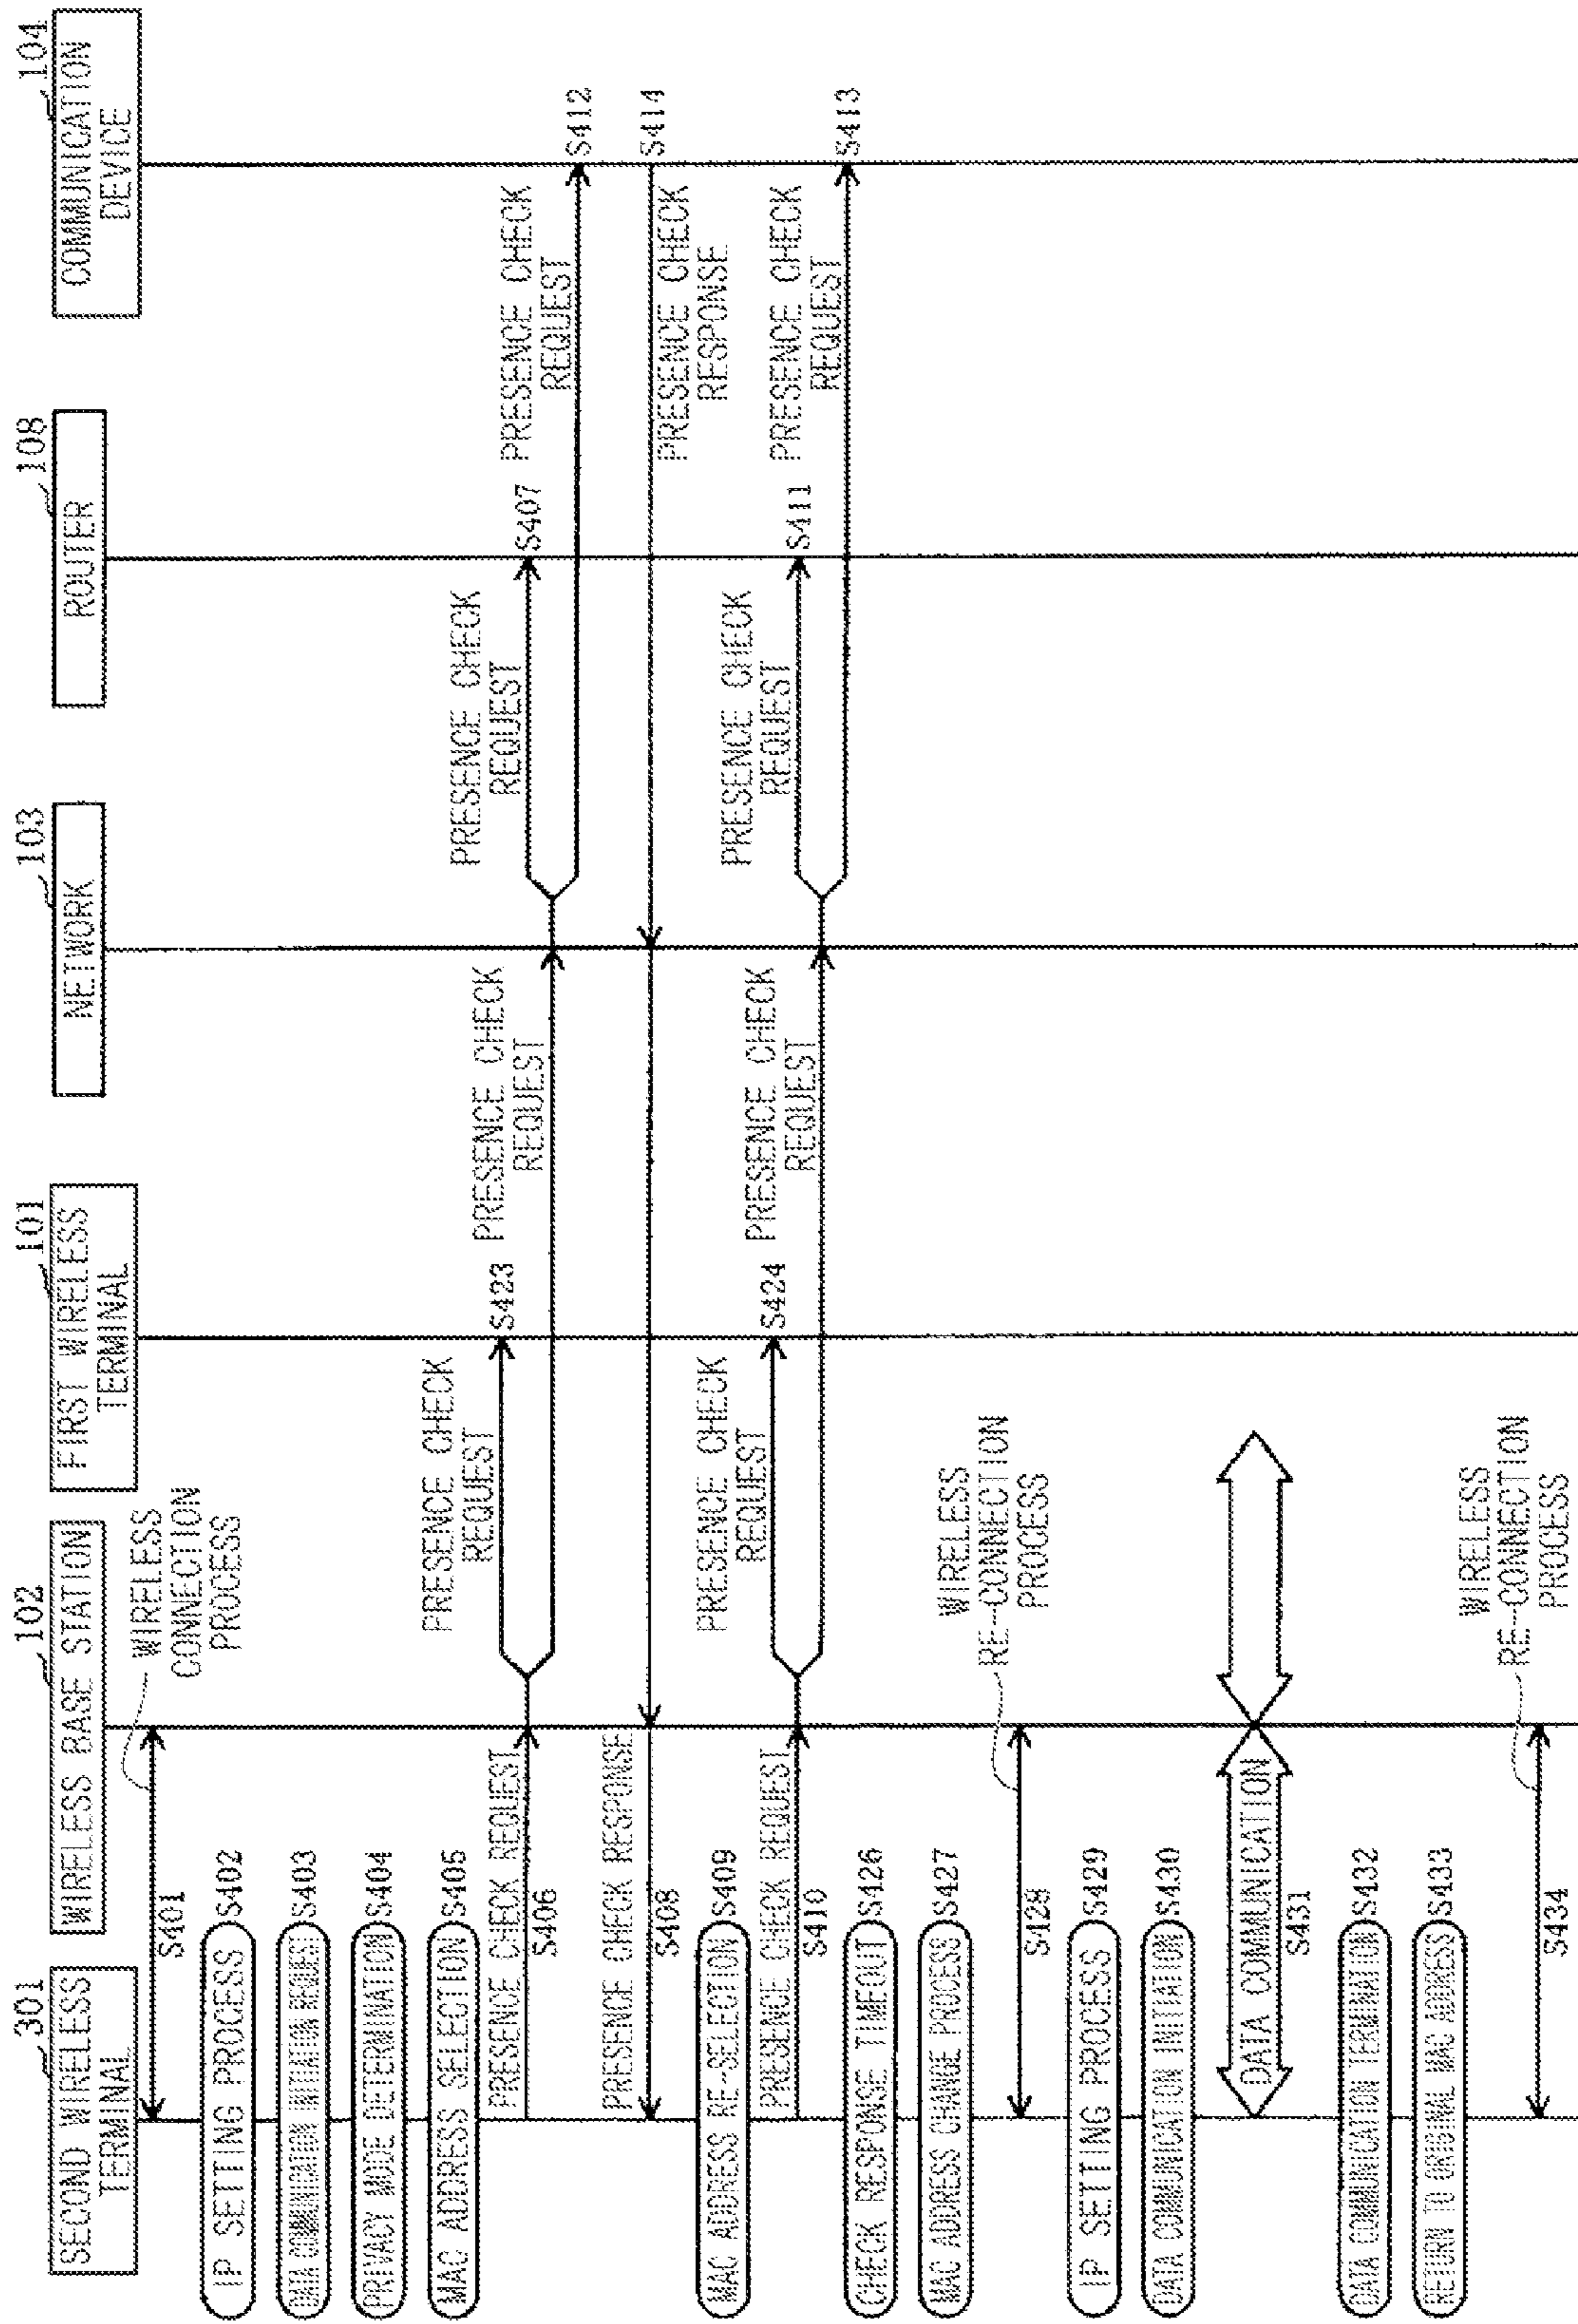 301
SECOND WIRELESS
TERMINAL
102
WIRELESS BASE STATION
101
FIRST WIRELESS
TERMINAL
103
NETWORK
108
ROUTER
104
COMMUNICATION
DEVICE
S401
WIRELESS
CONNECTION
PROCESS
IP SETTING PROCESS
S402
DATA COMMUNICATION INITIATION REQUEST
S403
PRIVACY MODE DETERMINATION
S404
MAC ADDRESS SELECTION
S405
PRESENCE CHECK REQUEST
S406
PRESENCE CHECK
REQUEST
S423
PRESENCE CHECK
REQUEST
PRESENCE CHECK
REQUEST
S407
PRESENCE CHECK
REQUEST
S412
PRESENCE CHECK RESPONSE
S408
PRESENCE CHECK
RESPONSE
S414
MAC ADDRESS RE-SELECTION
S409
PRESENCE CHECK REQUEST
S410
PRESENCE CHECK
REQUEST
S424
PRESENCE CHECK
REQUEST
PRESENCE CHECK
REQUEST
S411
PRESENCE CHECK
REQUEST
S413
CHECK RESPONSE TIMEOUT
S426
MAC ADDRESS CHANGE PROCESS
S427
S428
WIRELESS
RE-CONNECTION
PROCESS
IP SETTING PROCESS
S429
DATA COMMUNICATION INITIATION
S430
DATA COMMUNICATION
S431
DATA COMMUNICATION TERMINATION
S432
RETURN TO ORIGINAL MAC ADDRESS
S433
S434
WIRELESS
RE-CONNECTION
PROCESS